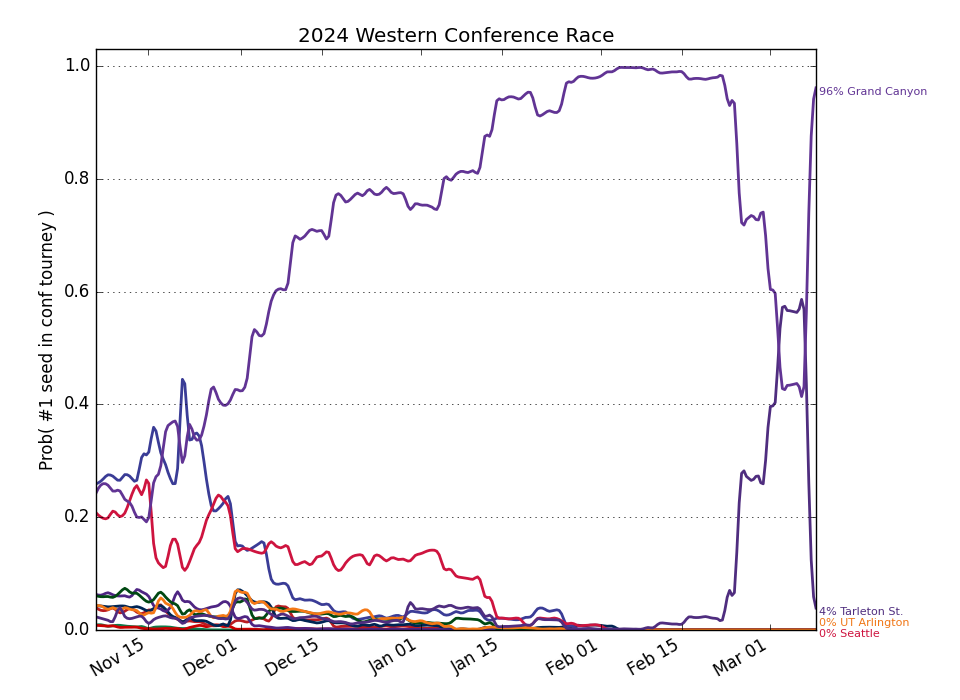 2024 Western Conference Race
Prob( #1 seed in conf tourney )
1.0
0.8
0.6
0.4
0.2
0.0
Nov 15
Dec 01
Dec 15
Jan 01
Jan 15
Feb 01
Feb 15
Mar 01
96% Grand Canyon
4% Tarleton St.
0% UT Arlington
0% Seattle